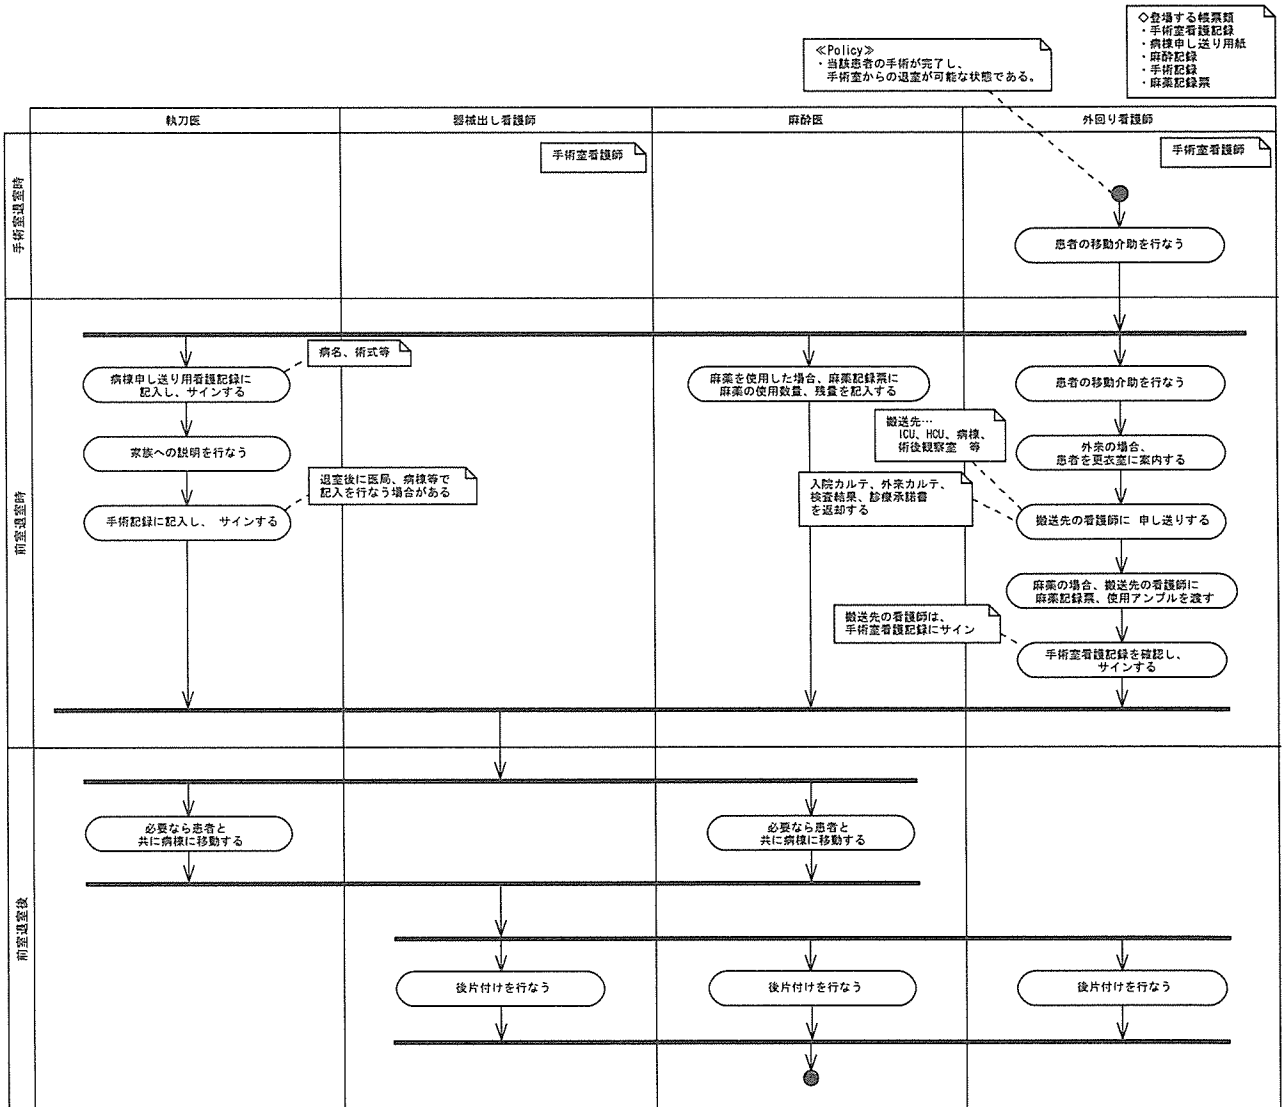 ◇登場する帳票類
・手術室看護記録
・病棟申し送り用紙
・麻酔記録
・手術記録
・麻薬記録票
≪Policy≫
・当該患者の手術が完了し、
手術室からの退室が可能な状態である。
執刀医
器械出し看護師
麻酔医
外回り看護師
手術室退室時
手術室看護師
手術室看護師
患者の移動介助を行なう
前室退室時
病名、術式等
病棟申し送り用看護記録に
記入し、サインする
麻薬を使用した場合、麻薬記録票に
麻薬の使用数量、残量を記入する
患者の移動介助を行なう
搬送先…
ICU、HCU、病棟、
術後観察室 等
家族への説明を行なう
外来の場合、
患者を更衣室に案内する
退室後に医局、病棟等で
記入を行なう場合がある
入院カルテ、外来カルテ、
検査結果、診療承諾書
を返却する
手術記録に記入し、 サインする
搬送先の看護師に 申し送りする
麻薬の場合、搬送先の看護師に
麻薬記録票、使用アンプルを渡す
搬送先の看護師は、
手術室看護記録にサイン
手術室看護記録を確認し、
サインする
前室退室後
必要なら患者と
共に病棟に移動する
必要なら患者と
共に病棟に移動する
後片付けを行なう
後片付けを行なう
後片付けを行なう